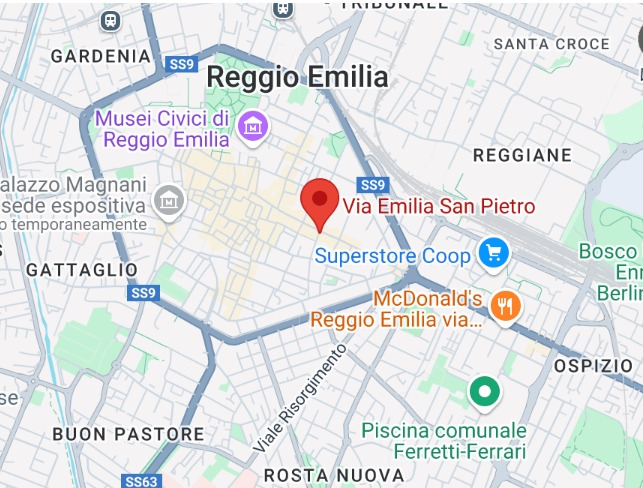 TRIBUNALE
GARDENIA
SANTA CROCE
SS9
Reggio Emilia
Musei Civici di
Reggio Emilia
REGGIANE
SS9
alazzo Magnani
sede espositiva
o temporaneamente
Via Emilia San Pietro
Superstore Coop
Bosco
GATTAGLIO
Berlin
SS9
McDonald's
Reggio Emilia via...
OSPIZIO
Viale Risorgimento
BUON PASTORE
Piscina comunale
Ferretti-Ferrari
ROSTA NUOVA
SS63